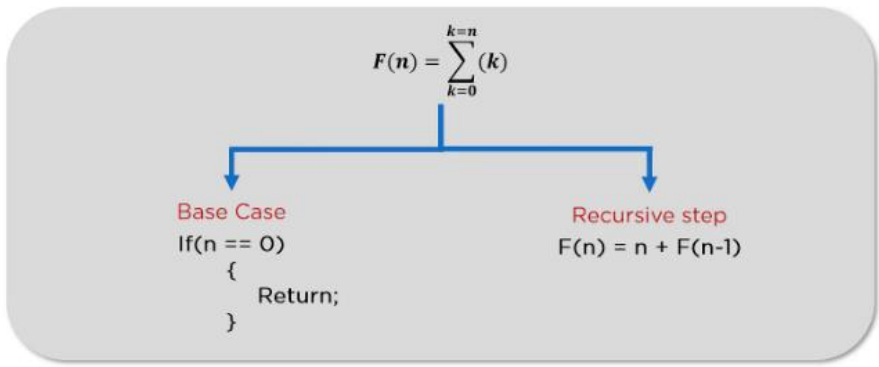 k=n
F(n) = ∑(k)
k=0
Base Case
If(n == 0)
{
Return;
}
Recursive step
F(n) = n + F(n-1)